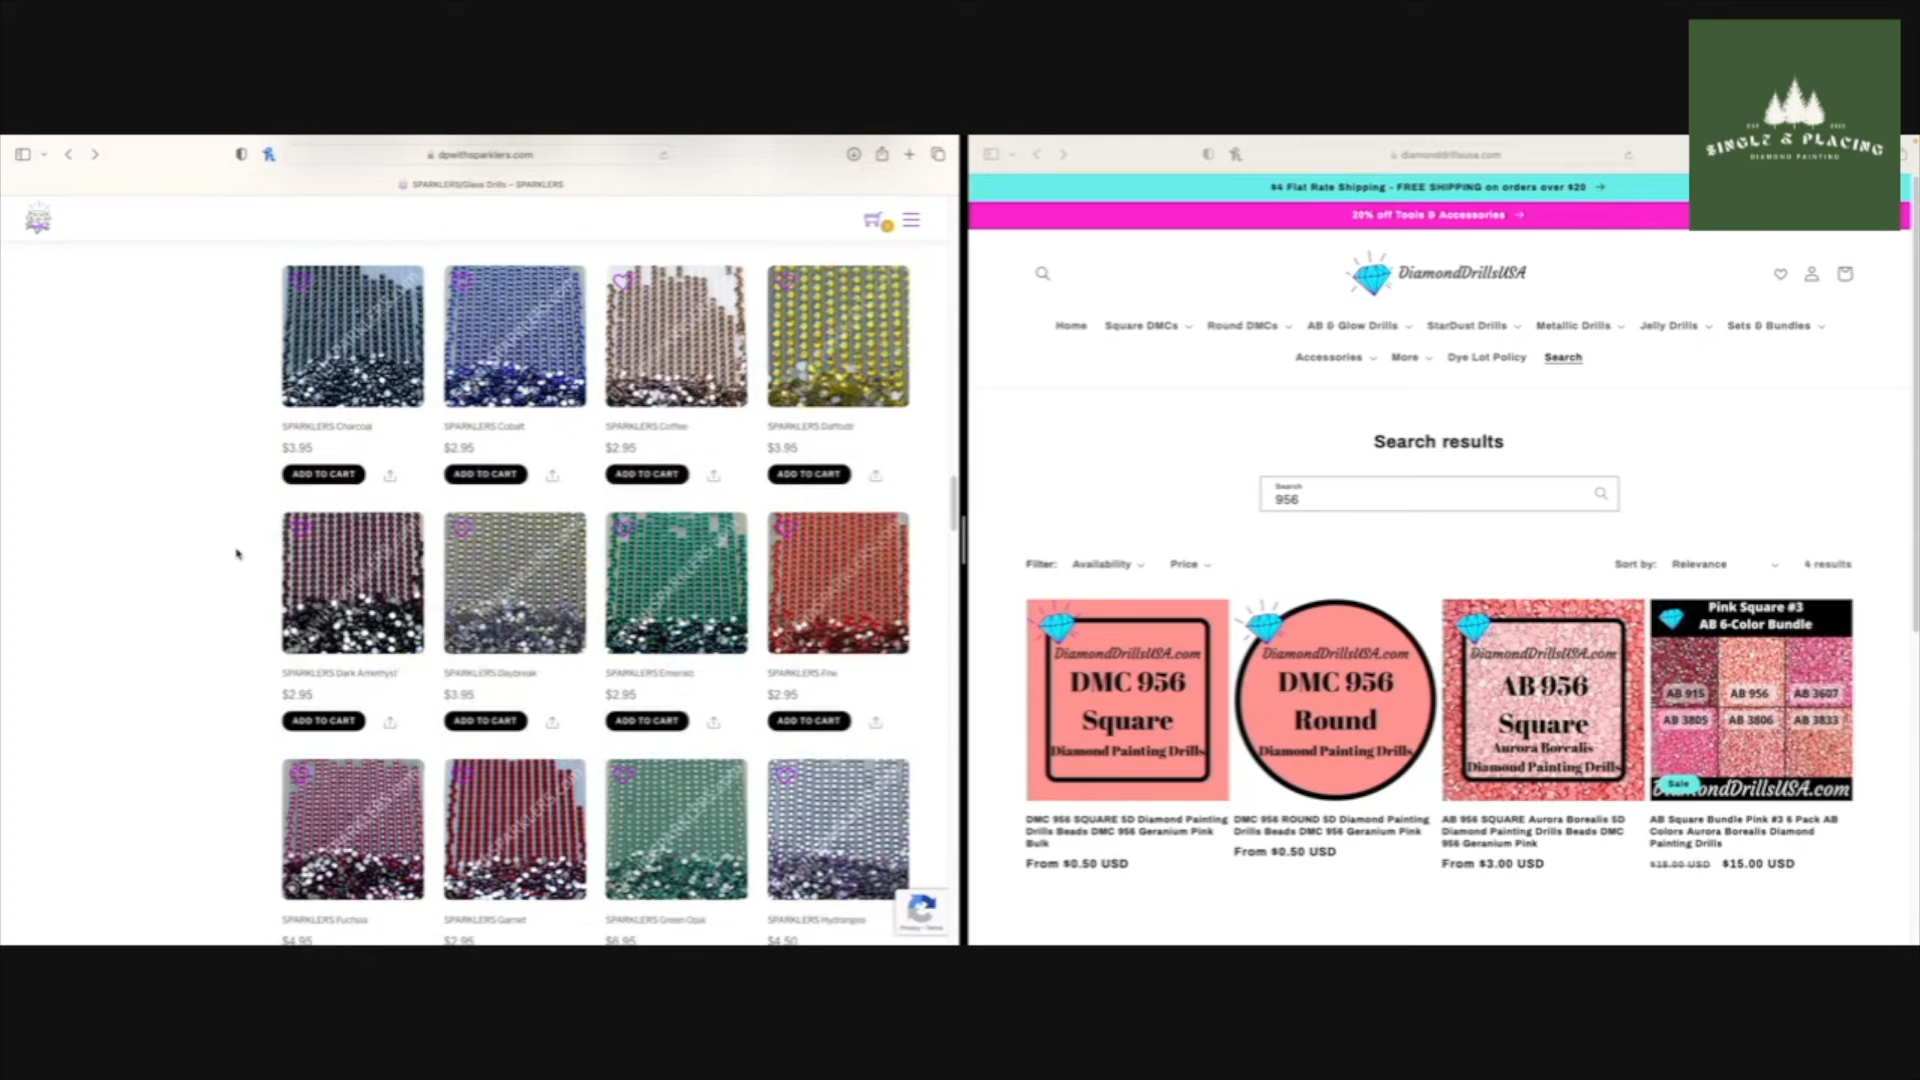 dpwithsparklers.com
SPARKLERS/Glass Drills – SPARKLERS
SPARKLERS Charcoal
$3.95
ADD TO CART
SPARKLERS Cobalt
$2.95
ADD TO CART
SPARKLERS Coffee
$2.95
ADD TO CART
SPARKLERS Daffodil
$3.95
ADD TO CART
SPARKLERS Dark Amethyst
$2.95
ADD TO CART
SPARKLERS Daybreak
$3.95
ADD TO CART
SPARKLERS Emerald
$2.95
ADD TO CART
SPARKLERS Fire
$2.95
ADD TO CART
SPARKLERS Fuchsia
$4.95
SPARKLERS Garnet
$2.95
SPARKLERS Green Opal
$6.95
SPARKLERS Hydrangea
$4.50
Privacy - Terms
diamonddrillsusa.com
$4 Flat Rate Shipping - FREE SHIPPING on orders over $20 →
20% off Tools & Accessories →
DiamondDrillsUSA
Home Square DMCs Round DMCs AB & Glow Drills StarDust Drills Metallic Drills Jelly Drills Sets & Bundles
Accessories More Dye Lot Policy Search
Search results
Search
956
Filter: Availability Price
Sort by: Relevance 4 results
DiamondDrillsUSA.com
DMC 956
Square
Diamond Painting Drills
DMC 956 SQUARE 5D Diamond Painting
Drills Beads DMC 956 Geranium Pink
Bulk
From $0.50 USD
DiamondDrillsUSA.com
DMC 956
Round
Diamond Painting Drills
DMC 956 ROUND 5D Diamond Painting
Drills Beads DMC 956 Geranium Pink
From $0.50 USD
DiamondDrillsUSA.com
AB 956
Square
Aurora Borealis
Diamond Painting Drills
AB 956 SQUARE Aurora Borealis 5D
Diamond Painting Drills Beads DMC
956 Geranium Pink
From $3.00 USD
Pink Square #3
AB 6-Color Bundle
AB 915 AB 956 AB 3607
AB 3805 AB 3806 AB 3833
Sale
DiamondDrillsUSA.com
AB Square Bundle Pink #3 6 Pack AB
Colors Aurora Borealis Diamond
Painting Drills
$18.00 USD $15.00 USD
EST 2022
SINGLE & PLACING
DIAMOND PAINTING